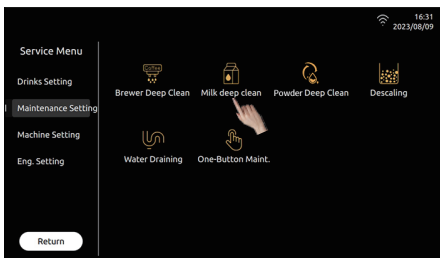 16:31
2023/08/09
Service Menu
Drinks Setting
Maintenance Setting
Machine Setting
Eng. Setting
Return
Coffee
Brewer Deep Clean
Milk deep clean
Powder Deep Clean
Descaling
Water Draining
One-Button Maint.